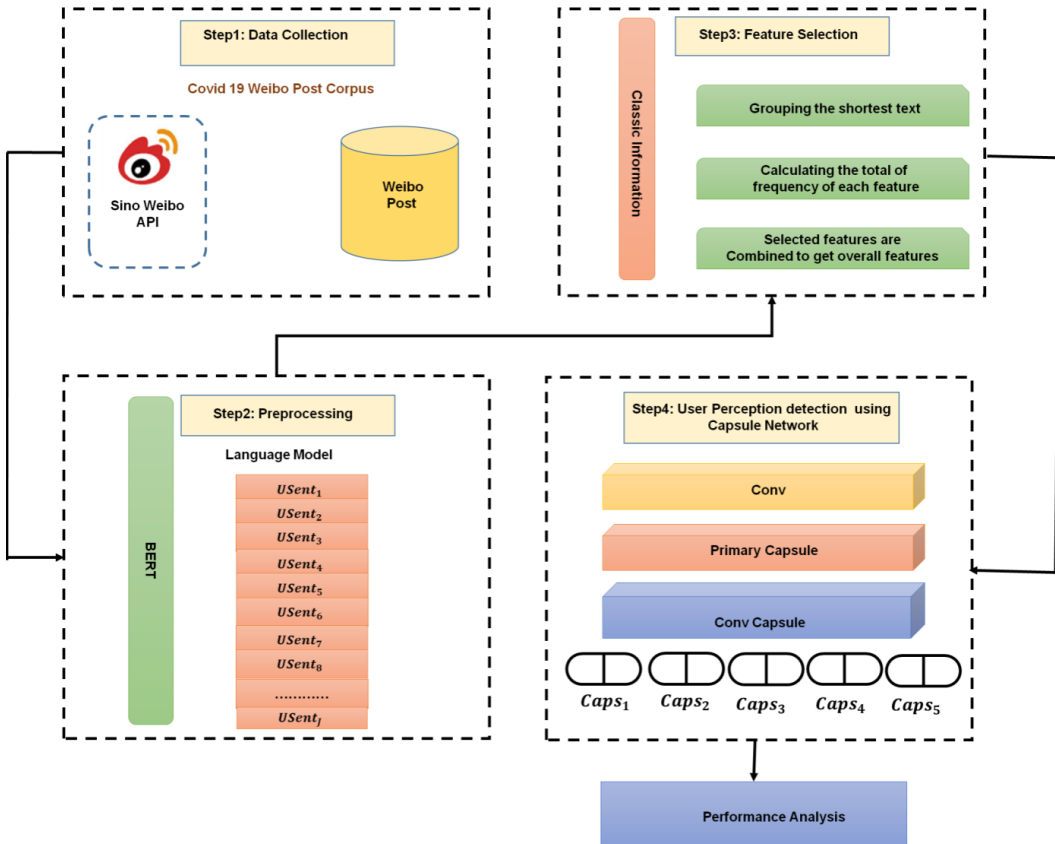 Step1: Data Collection
Covid 19 Weibo Post Corpus
Sino Weibo
API
Weibo
Post
Step2: Preprocessing
BERT
Language Model
USent₁
USent₂
USent₃
USent₄
USent₅
USent₆
USent₇
USent₈
............
USentⱼ
Step3: Feature Selection
Classic Information
Grouping the shortest text
Calculating the total of
frequency of each feature
Selected features are
Combined to get overall features
Step4: User Perception detection using
Capsule Network
Conv
Primary Capsule
Conv Capsule
Caps₁ Caps₂ Caps₃ Caps₄ Caps₅
Performance Analysis